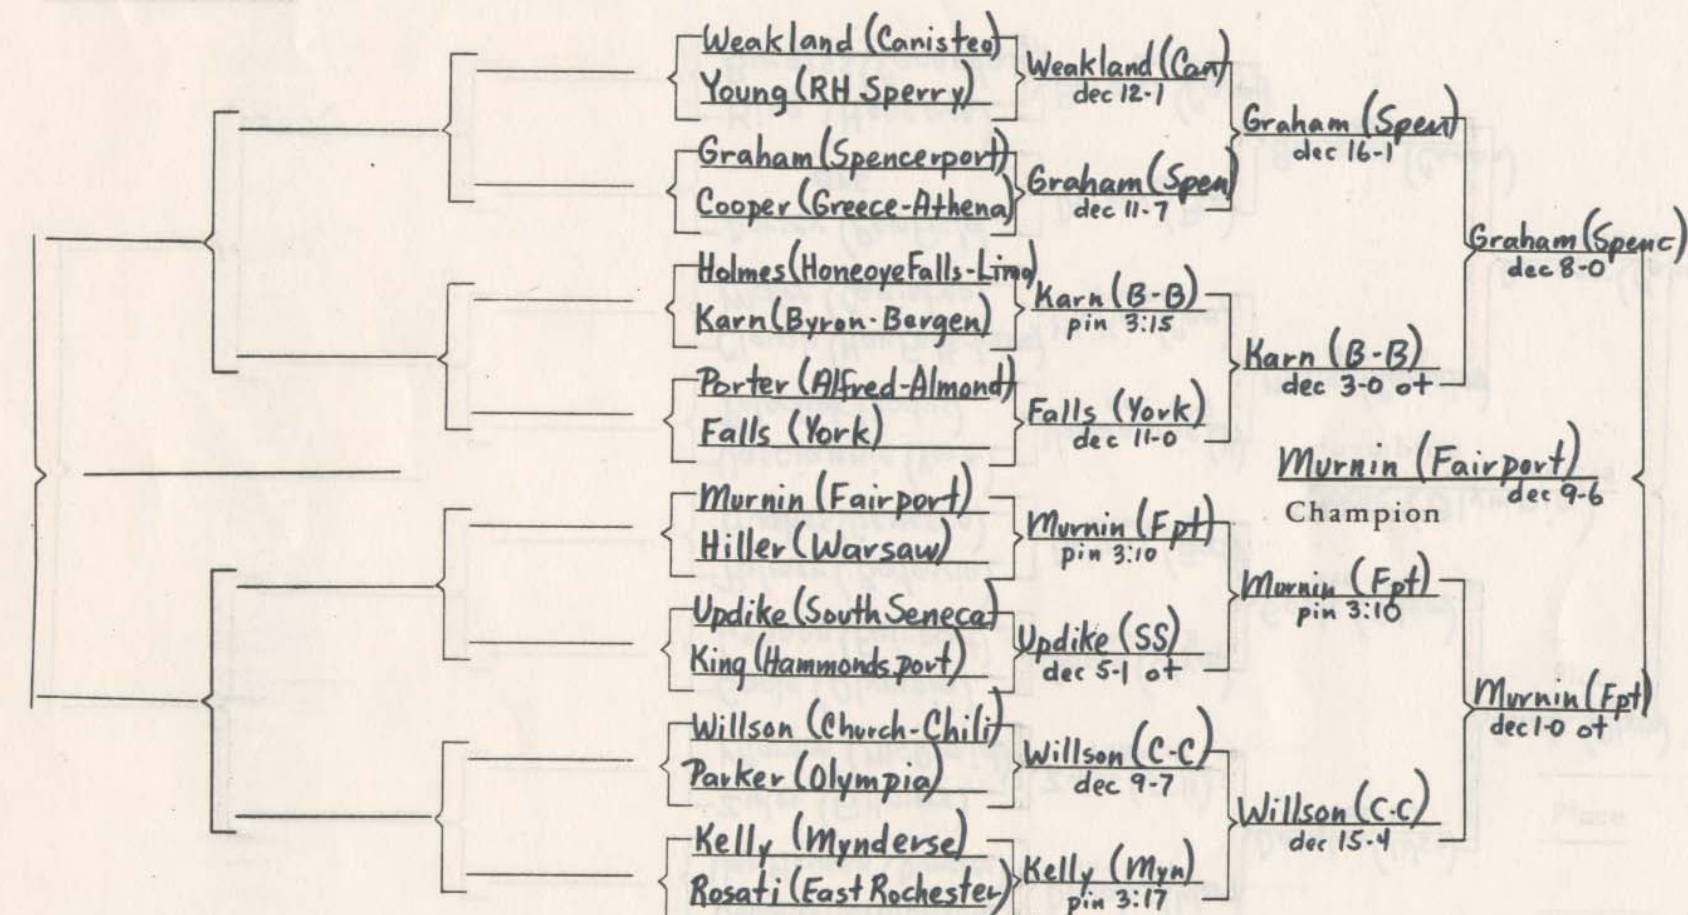 Weakland (Canisteo)
Young (RH Sperry)
Graham (Spencerport)
Cooper (Greece-Athena)
Holmes (Honeoye Falls-Lima)
Karn (Byron-Bergen)
Porter (Alfred-Almond)
Falls (York)
Murnin (Fairport)
Hiller (Warsaw)
Updike (South Seneca)
King (Hammondsport)
Willson (Church-Chili)
Parker (Olympia)
Kelly (Mynderse)
Rosati (East Rochester)
Weakland (Can)
dec 12-1
Graham (Spen)
dec 11-7
Karn (B-B)
pin 3:15
Falls (York)
dec 11-0
Murnin (Fpt)
pin 3:10
Updike (SS)
dec 5-1 ot
Willson (C-C)
dec 9-7
Kelly (Myn)
pin 3:17
Graham (Spen)
dec 16-1
Karn (B-B)
dec 3-0 ot
Murnin (Fpt)
pin 3:10
Willson (C-C)
dec 15-4
Graham (Spenc)
dec 8-0
Murnin (Fpt)
dec 1-0 ot
Murnin (Fairport)
dec 9-6
Champion